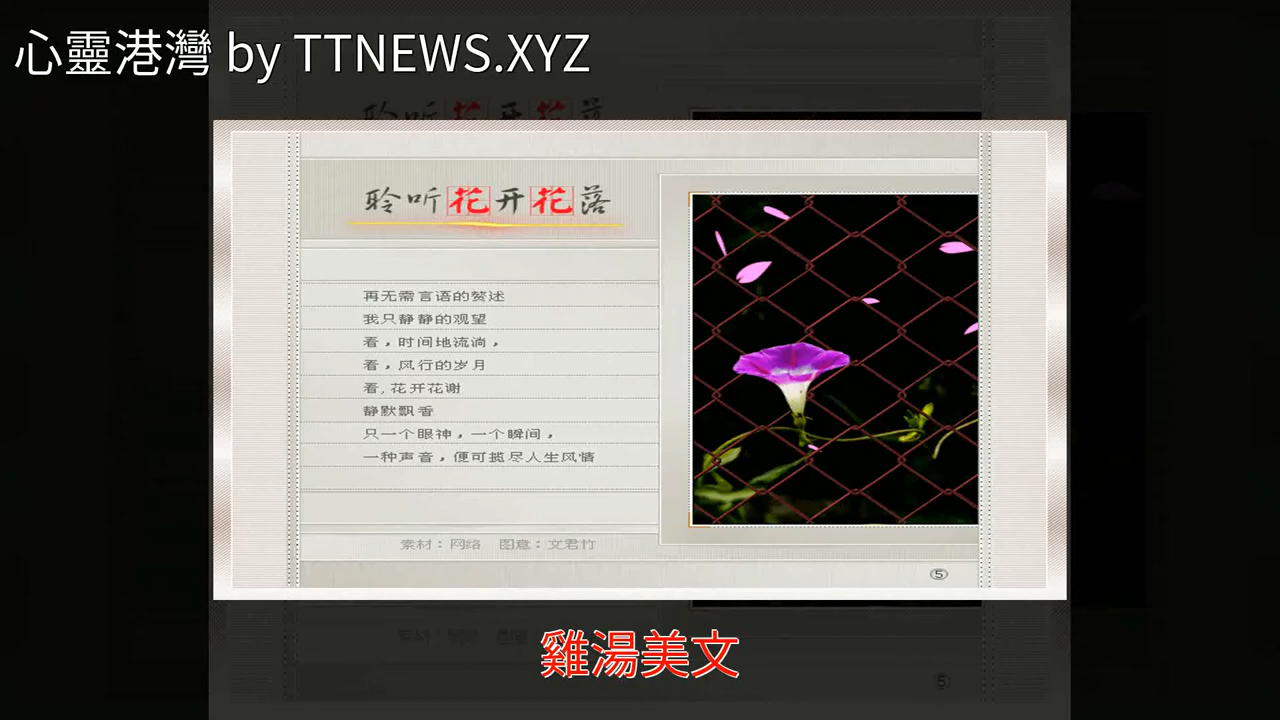 心靈港灣 by TTNEWS.XYZ
聆听花开花落
再无需言语的赘述
我只静静的观望
看，时间地流淌，
看，风行的岁月
看, 花开花谢
静默飘香
只一个眼神，一个瞬间，
一种声音，便可揽尽人生风情
素材：网络 图意：文君竹
⑤
雞湯美文